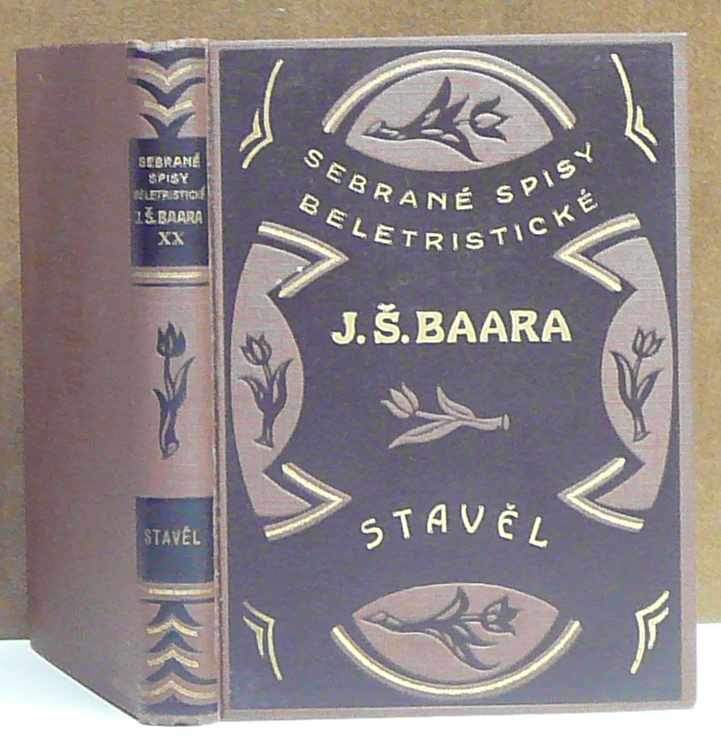 SEBRANÉ
SPISY
BELETRISTICKÉ
J.Š.BAARA
XX
STAVĚL
SEBRANÉ SPISY
BELETRISTICKÉ
J.Š.BAARA
STAVĚL